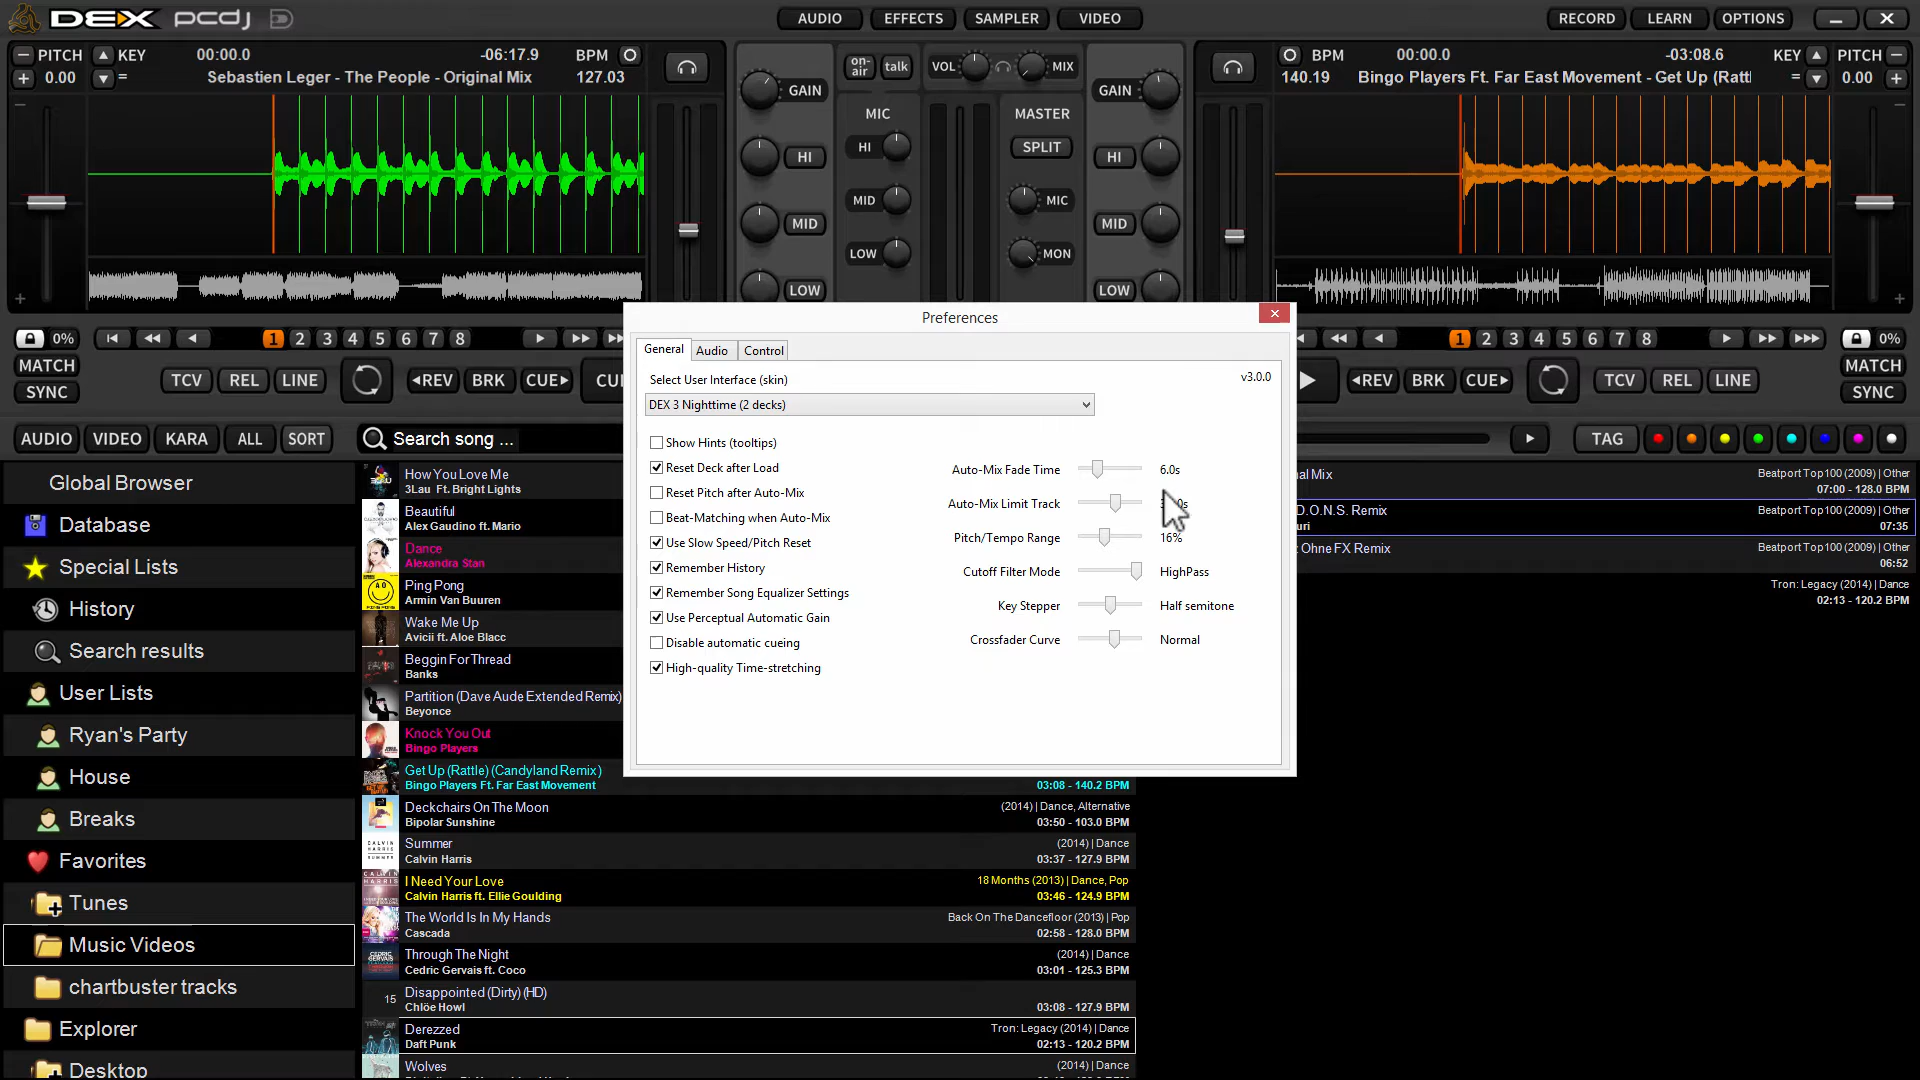 DEX pcdj
AUDIO EFFECTS SAMPLER VIDEO
RECORD LEARN OPTIONS
PITCH KEY 00:00.0 -06:17.9 BPM
0.00 = Sebastien Leger - The People - Original Mix 127.03
on-air talk VOL MIX
GAIN MIC MASTER GAIN
HI HI SPLIT HI
MID MID MIC MID
LOW LOW MON LOW
BPM 00:00.0 -03:08.6 KEY PITCH
140.19 Bingo Players Ft. Far East Movement - Get Up (Ratt = 0.00
0% 1 2 3 4 5 6 7 8
MATCH
SYNC
TCV REL LINE REV BRK CUE
1 2 3 4 5 6 7 8 0%
REV BRK CUE TCV REL LINE
MATCH
SYNC
AUDIO VIDEO KARA ALL SORT Search song ...
TAG
Global Browser
Database
Special Lists
History
Search results
User Lists
Ryan's Party
House
Breaks
Favorites
Tunes
Music Videos
chartbuster tracks
Explorer
Desktop
How You Love Me
3Lau Ft. Bright Lights
Beautiful
Alex Gaudino ft. Mario
Dance
Alexandra Stan
Ping Pong
Armin Van Buuren
Wake Me Up
Avicii ft. Aloe Blacc
Beggin For Thread
Banks
Partition (Dave Aude Extended Remix)
Beyonce
Knock You Out
Bingo Players
Get Up (Rattle) (Candyland Remix)
Bingo Players Ft. Far East Movement 03:08 - 140.2 BPM
Deckchairs On The Moon (2014) | Dance, Alternative
Bipolar Sunshine 03:50 - 103.0 BPM
Summer (2014) | Dance
Calvin Harris 03:37 - 127.9 BPM
I Need Your Love 18 Months (2013) | Dance, Pop
Calvin Harris ft. Ellie Goulding 03:46 - 124.9 BPM
The World Is In My Hands Back On The Dancefloor (2013) | Pop
Cascada 02:58 - 128.0 BPM
Through The Night (2014) | Dance
Cedric Gervais ft. Coco 03:01 - 125.3 BPM
15 Disappointed (Dirty) (HD)
Chlöe Howl 03:08 - 127.9 BPM
Derezzed Tron: Legacy (2014) | Dance
Daft Punk 02:13 - 120.2 BPM
Wolves (2014) | Dance
Preferences
General Audio Control
Select User Interface (skin) v3.0.0
DEX 3 Nighttime (2 decks)
Show Hints (tooltips)
Reset Deck after Load
Reset Pitch after Auto-Mix
Beat-Matching when Auto-Mix
Use Slow Speed/Pitch Reset
Remember History
Remember Song Equalizer Settings
Use Perceptual Automatic Gain
Disable automatic cueing
High-quality Time-stretching
Auto-Mix Fade Time 6.0s
Auto-Mix Limit Track
Pitch/Tempo Range 16%
Cutoff Filter Mode HighPass
Key Stepper Half semitone
Crossfader Curve Normal
Mix Beatport Top100 (2009) | Other
07:00 - 128.0 BPM
D.O.N.S. Remix Beatport Top100 (2009) | Other
07:35
Ohne FX Remix Beatport Top100 (2009) | Other
06:52
Tron: Legacy (2014) | Dance
02:13 - 120.2 BPM